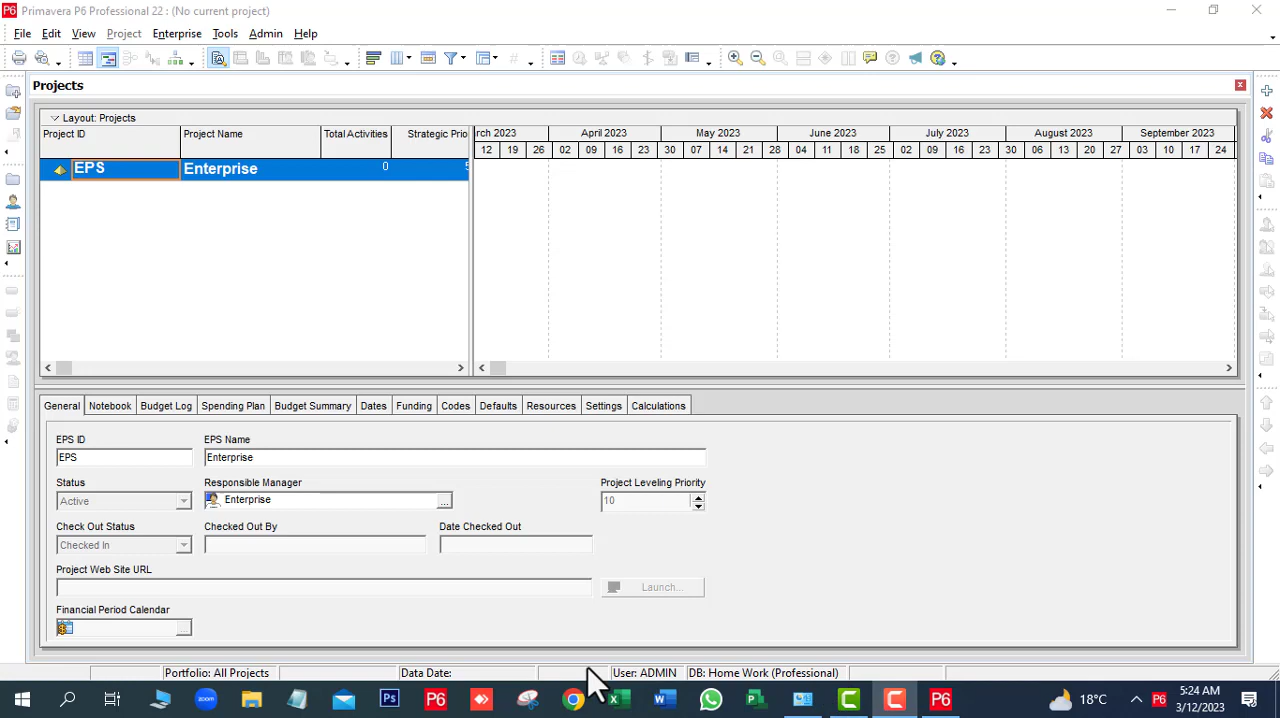 P6 Primavera P6 Professional 22 : (No current project)
File Edit View Project Enterprise Tools Admin Help
Projects
Layout: Projects
Project ID Project Name Total Activities Strategic Prio rch 2023 April 2023 May 2023 June 2023 July 2023 August 2023 September 2023
12 19 26 02 09 16 23 30 07 14 21 28 04 11 18 25 02 09 16 23 30 06 13 20 27 03 10 17 24
EPS Enterprise 0 5
General Notebook Budget Log Spending Plan Budget Summary Dates Funding Codes Defaults Resources Settings Calculations
EPS ID EPS Name
EPS Enterprise
Status Responsible Manager Project Leveling Priority
Active Enterprise ... 10
Check Out Status Checked Out By Date Checked Out
Checked In
Project Web Site URL
Launch...
Financial Period Calendar
...
Portfolio: All Projects Data Date: User: ADMIN DB: Home Work (Professional)
zoom Ps P6 X W P P6 18°C P6 5:24 AM
3/12/2023